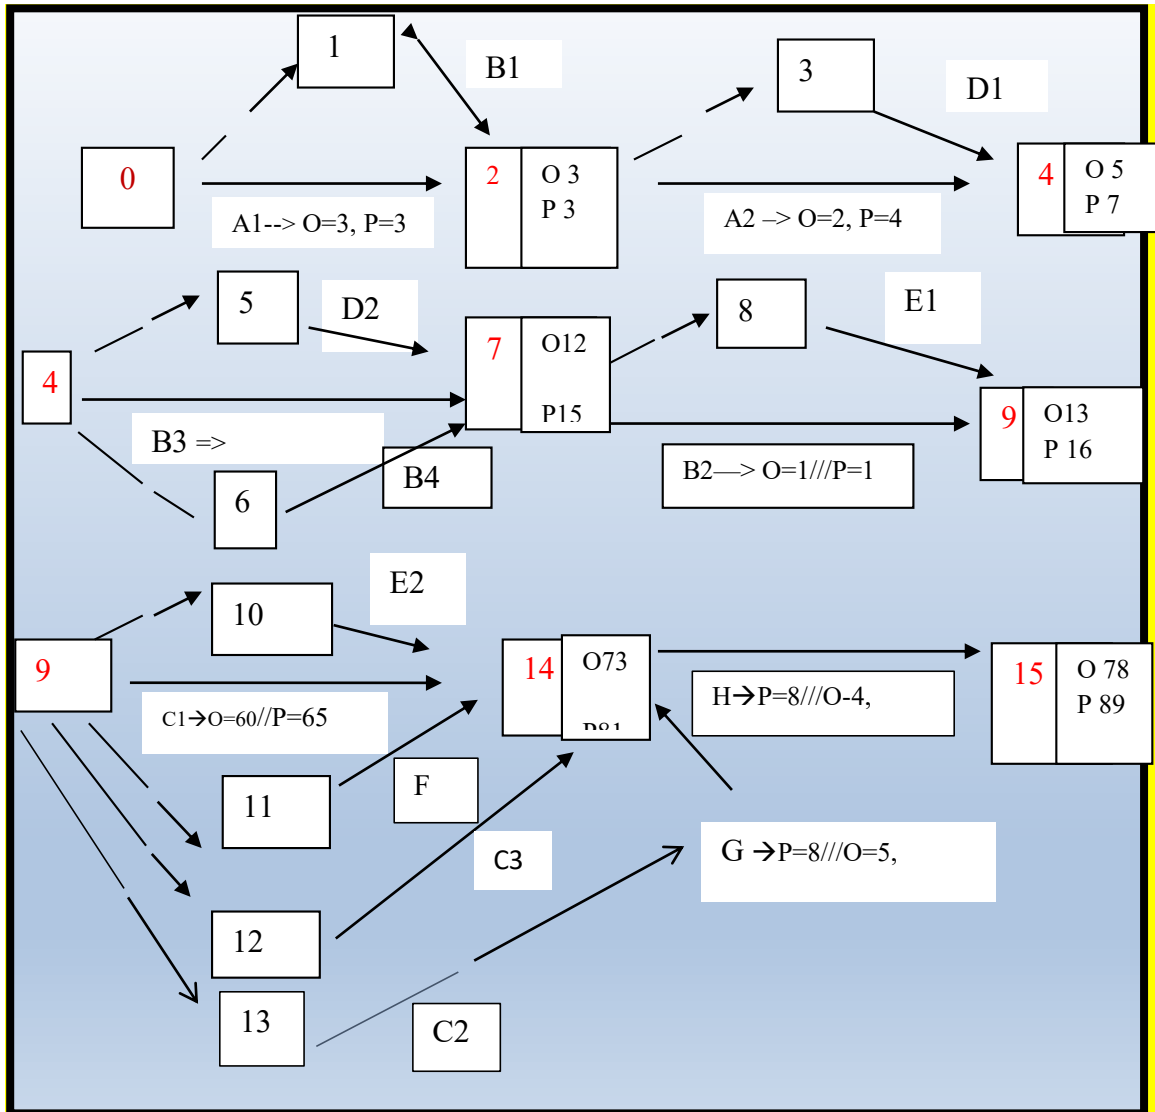 1
B1
3
D1
0
2
O 3
P 3
4
O 5
P 7
A1--> O=3, P=3
A2 –> O=2, P=4
5
D2
8
E1
4
7
O12
P15
9
O13
P 16
B3 =>
B4
B2—> O=1///P=1
6
E2
10
9
14
O73
P81
15
O 78
P 89
C1→O=60//P=65
H→P=8///O-4,
11
F
C3
G →P=8///O=5,
12
13
C2